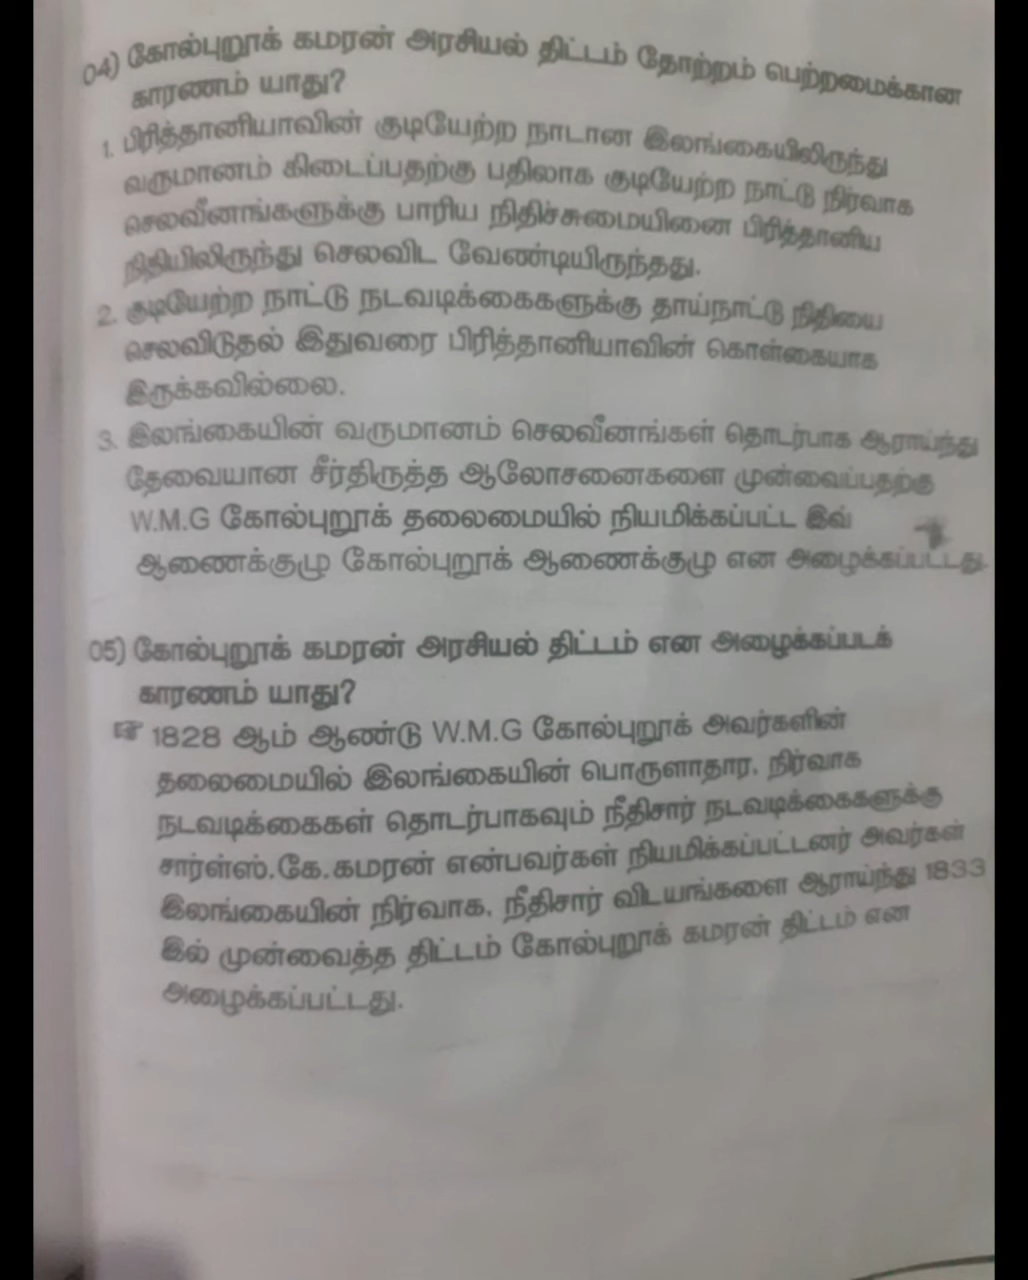 04) கோல்புறூக் கமரன் அரசியல் திட்டம் தோற்றம் பெற்றமைக்கான
காரணம் யாது?
1. பிரித்தானியாவின் குடியேற்ற நாடான இலங்கையிலிருந்து
வருமானம் கிடைப்பதற்கு பதிலாக குடியேற்ற நாட்டு நிர்வாக
செலவீனங்களுக்கு பாரிய நிதிச்சுமையினை பிரித்தானிய
நிதியிலிருந்து செலவிட வேண்டியிருந்தது.
2. குடியேற்ற நாட்டு நடவடிக்கைகளுக்கு தாய்நாட்டு நிதியை
செலவிடுதல் இதுவரை பிரித்தானியாவின் கொள்கையாக
இருக்கவில்லை.
3. இலங்கையின் வருமானம் செலவீனங்கள் தொடர்பாக ஆராய்ந்து
தேவையான சீர்திருத்த ஆலோசனைகளை முன்வைப்பதற்கு
W.M.G கோல்புறூக் தலைமையில் நியமிக்கப்பட்ட இவ்
ஆணைக்குழு கோல்புறூக் ஆணைக்குழு என அழைக்கப்பட்டது.
05) கோல்புறூக் கமரன் அரசியல் திட்டம் என அழைக்கப்படக்
காரணம் யாது?
☞ 1828 ஆம் ஆண்டு W.M.G கோல்புறூக் அவர்களின்
தலைமையில் இலங்கையின் பொருளாதார, நிர்வாக
நடவடிக்கைகள் தொடர்பாகவும் நீதிசார் நடவடிக்கைகளுக்கு
சார்ள்ஸ்.கே.கமரன் என்பவர்கள் நியமிக்கப்பட்டனர் அவர்கள்
இலங்கையின் நிர்வாக, நீதிசார் விடயங்களை ஆராய்ந்து 1833
இல் முன்வைத்த திட்டம் கோல்புறூக் கமரன் திட்டம் என
அழைக்கப்பட்டது.